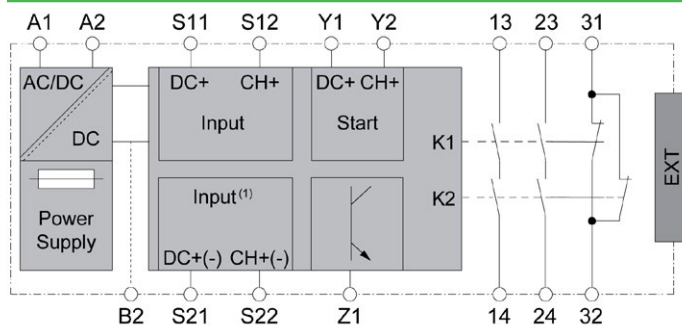 A1 A2 S11 S12 Y1 Y2 13 23 31
AC/DC DC+ CH+ DC+ CH+
Input Start
DC K1
EXT
Input(1) K2
Power
Supply
DC+(-) CH+(-)
B2 S21 S22 Z1 14 24 32